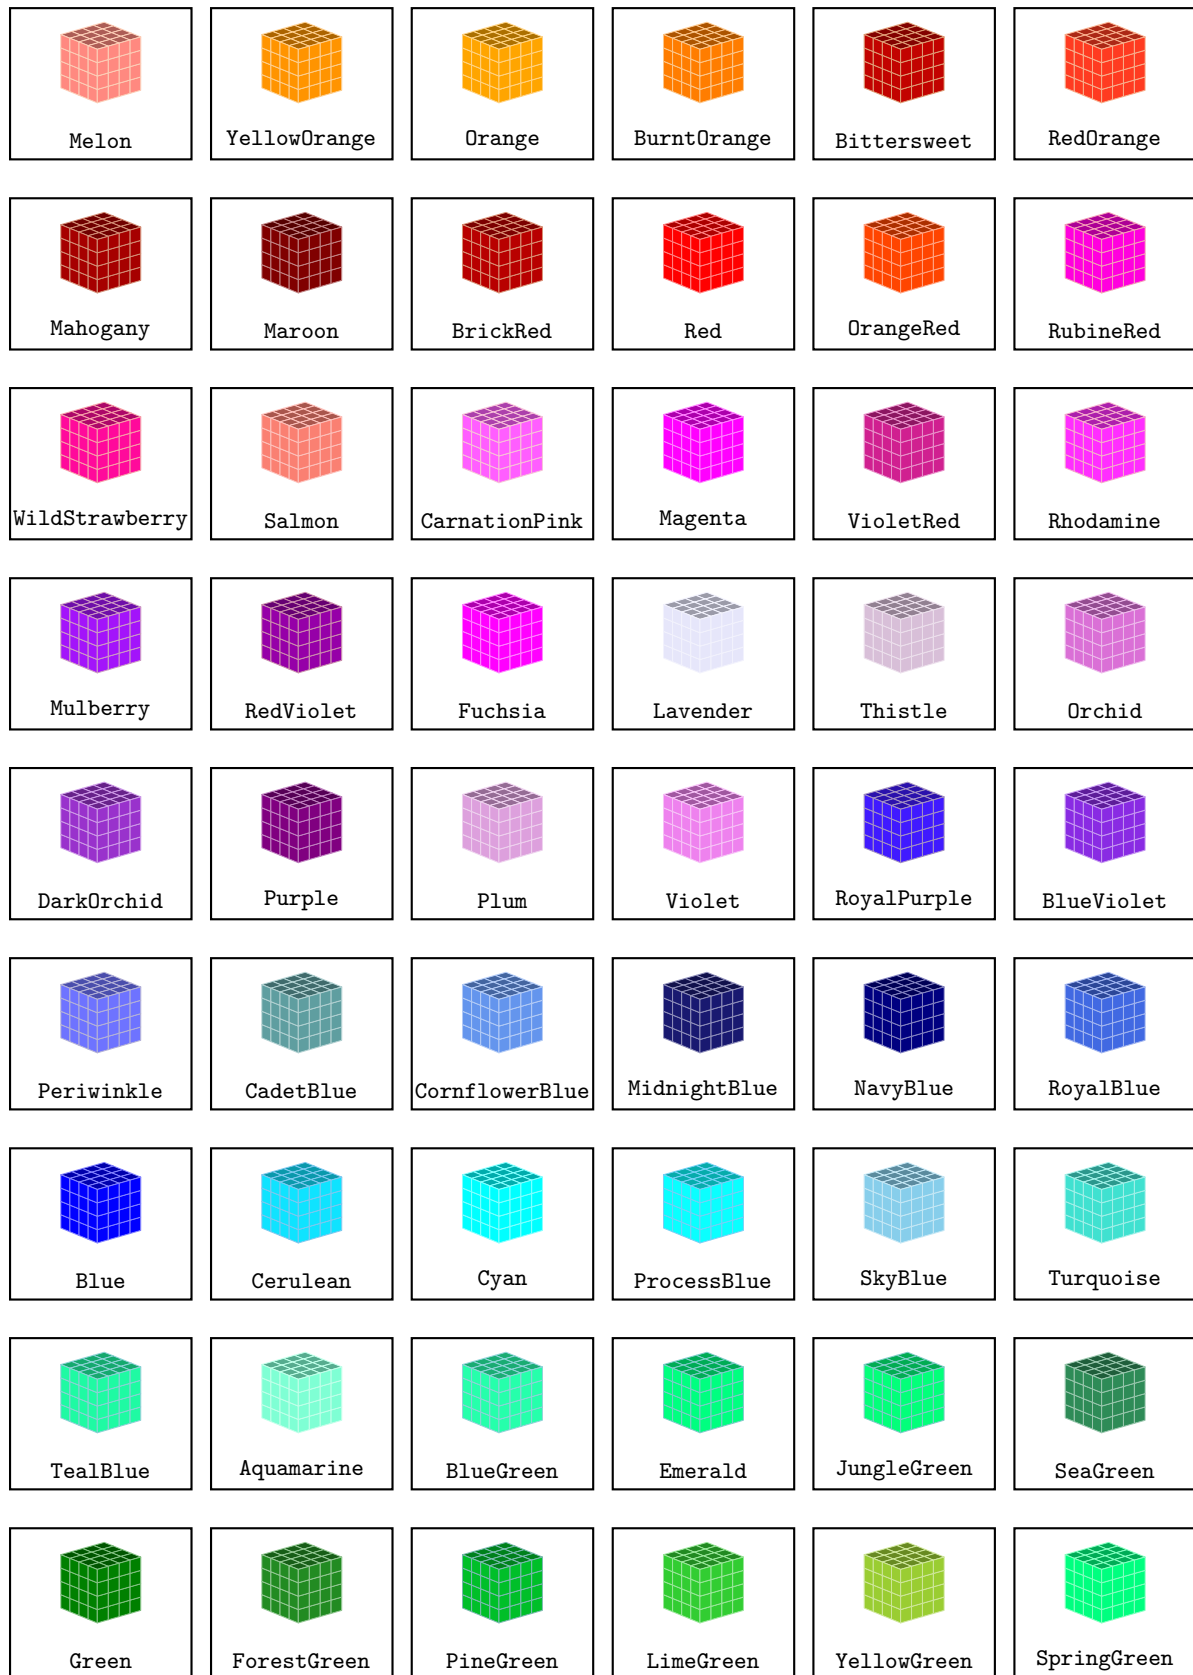 Melon YellowOrange Orange BurntOrange Bittersweet RedOrange
Mahogany Maroon BrickRed Red OrangeRed RubineRed
WildStrawberry Salmon CarnationPink Magenta VioletRed Rhodamine
Mulberry RedViolet Fuchsia Lavender Thistle Orchid
DarkOrchid Purple Plum Violet RoyalPurple BlueViolet
Periwinkle CadetBlue CornflowerBlue MidnightBlue NavyBlue RoyalBlue
Blue Cerulean Cyan ProcessBlue SkyBlue Turquoise
TealBlue Aquamarine BlueGreen Emerald JungleGreen SeaGreen
Green ForestGreen PineGreen LimeGreen YellowGreen SpringGreen